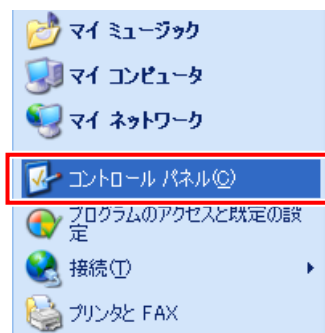 マイ ミュージック
マイ コンピュータ
マイ ネットワーク
コントロール パネル(C)
プログラムのアクセスと既定の設
定
接続(T)
プリンタと FAX